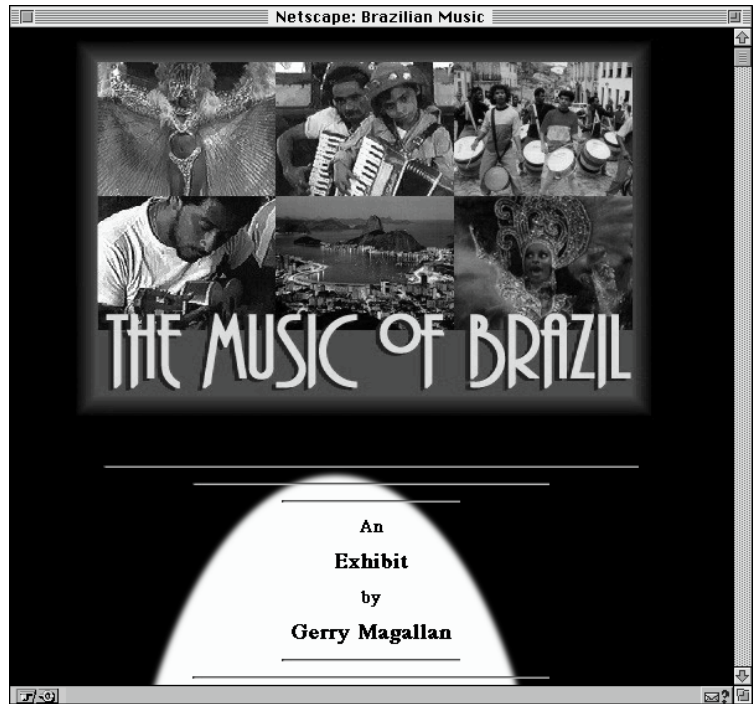 Netscape: Brazilian Music
THE MUSIC OF BRAZIL
An
Exhibit
by
Gerry Magallan
?